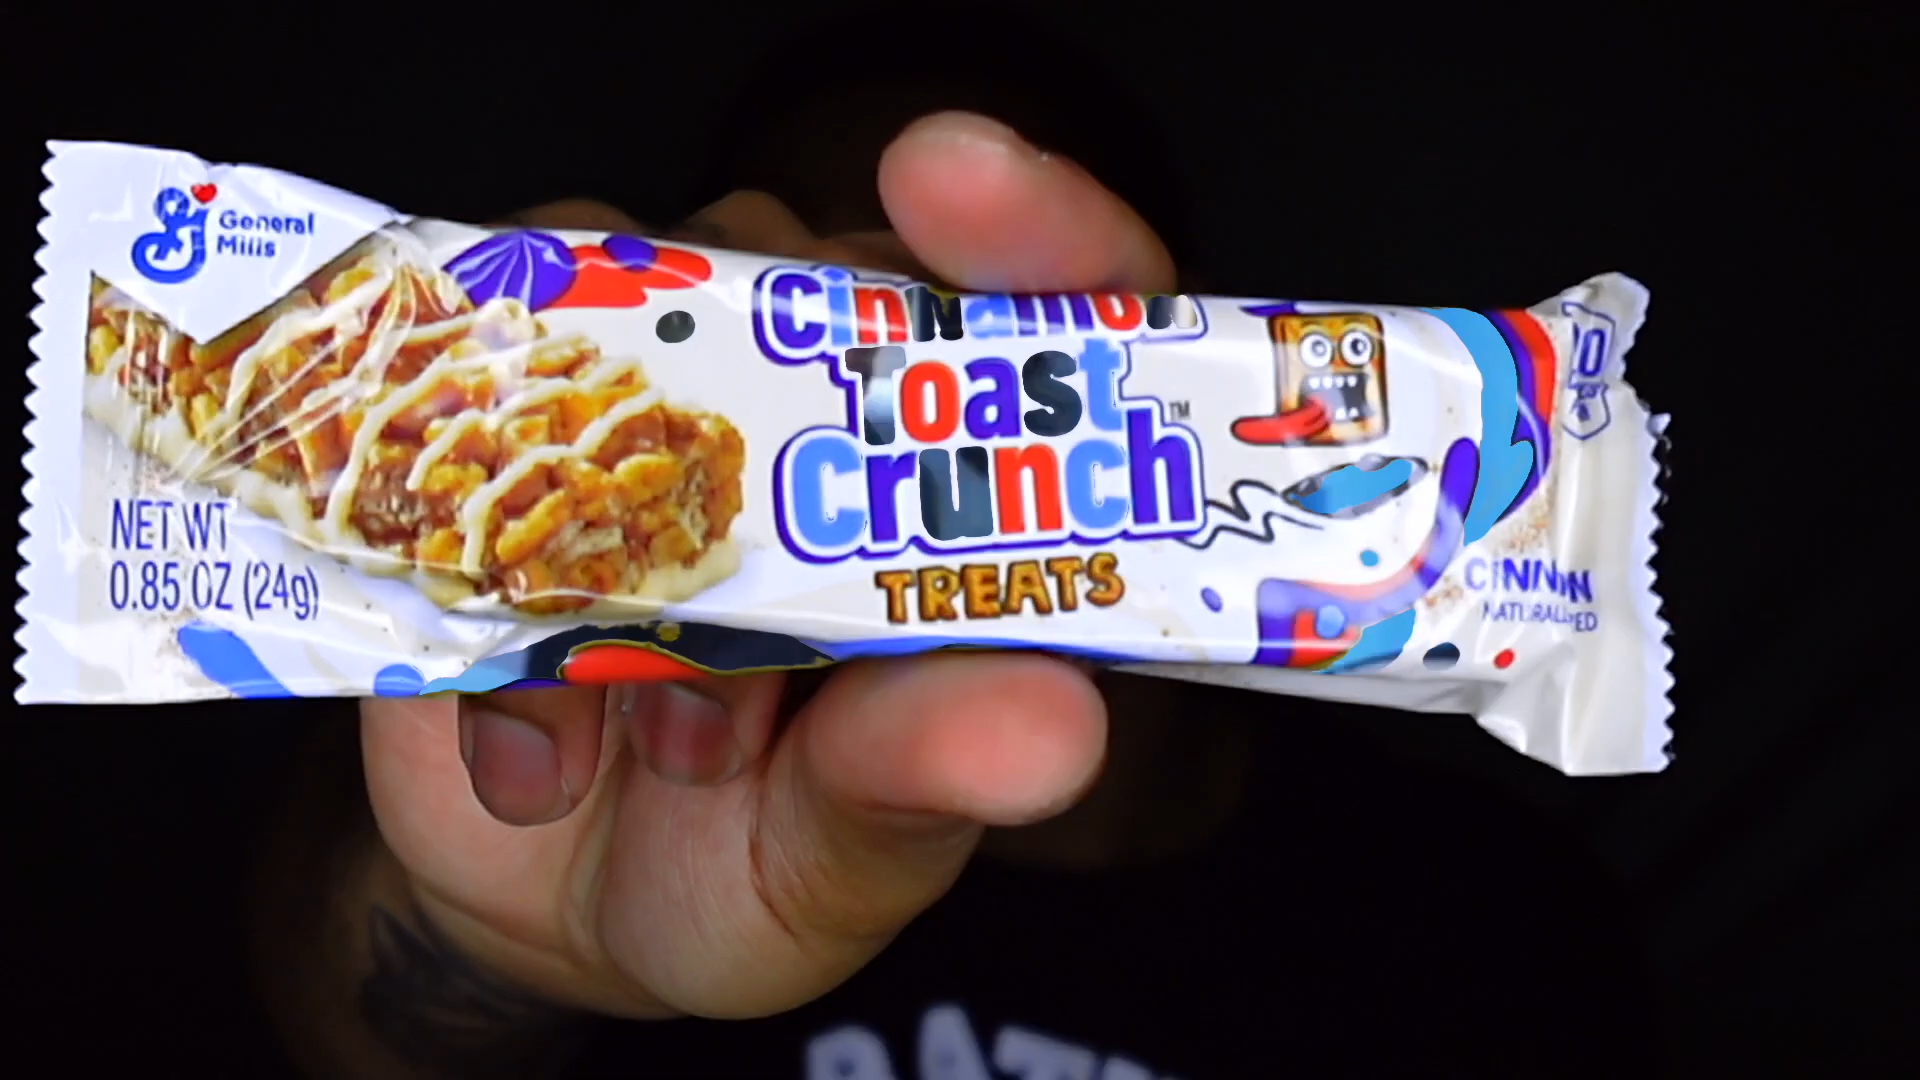 General
Mills
Cinnamon
Toast
Crunch™
TREATS
NET WT
0.85 OZ (24g)